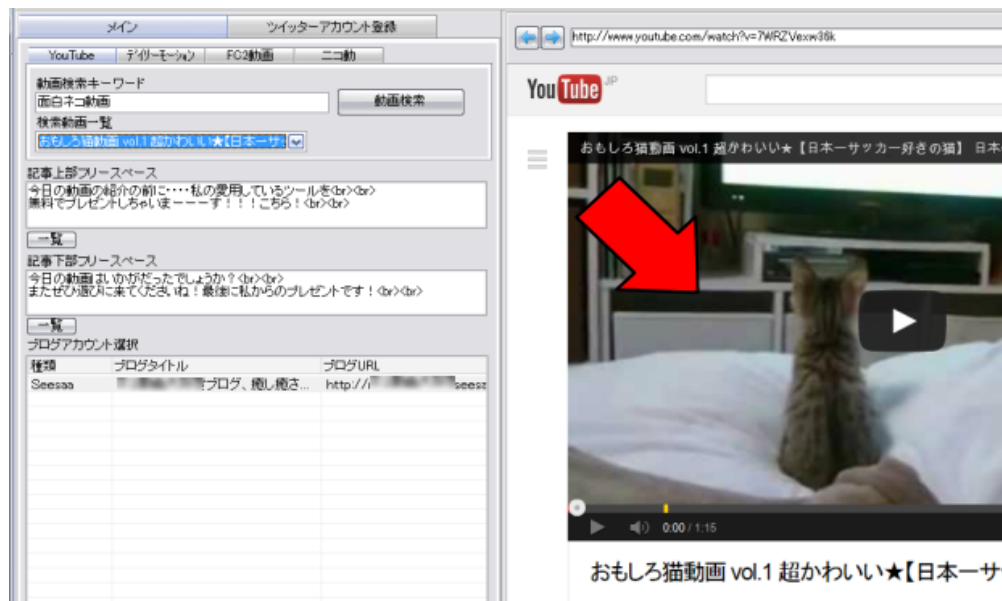 メイン
ツイッターアカウント登録
YouTube
デイリーモーション
FC2動画
ニコ動
動画検索キーワード
面白ネコ動画
動画検索
検索動画一覧
おもしろ猫動画 vol.1 超かわいい★【日本一サッ
記事上部フリースペース
今日の動画の紹介の前に・・・・私の愛用しているツールを<br><br>
無料でプレゼントしちゃいまーーーす！！！こちら！<br><br>
一覧
記事下部フリースペース
今日の動画はいかがだったでしょうか？<br><br>
またぜひ遊びに来てくださいね！最後に私からのプレゼントです！<br><br>
一覧
ブログアカウント選択
種類 ブログタイトル ブログURL
Seesaa ブログ、癒し癒さ... http:// seesa
http://www.youtube.com/watch?v=7WRZVexw36k
YouTube JP
おもしろ猫動画 vol.1 超かわいい★【日本一サッカー好きの猫】 日本
0:00 / 1:15
おもしろ猫動画 vol.1 超かわいい★【日本一サ